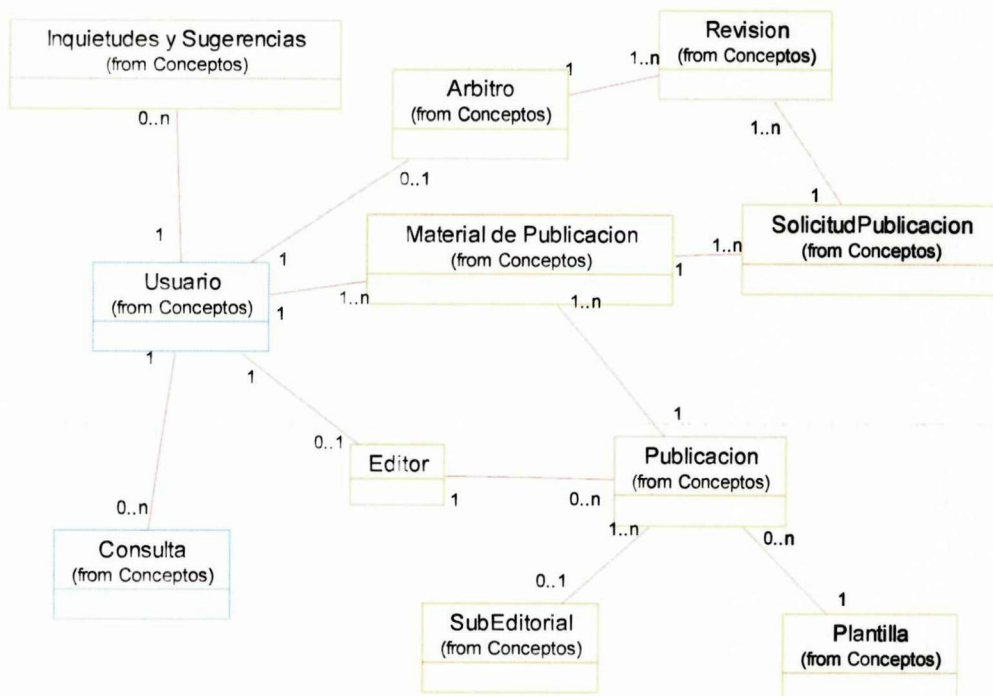 Inquietudes y Sugerencias
(from Conceptos)
0..n
Revision
(from Conceptos)
1..n
1..n
Arbitro
(from Conceptos)
1
0..1
Material de Publicacion
(from Conceptos)
1
1..n
1..n
SolicitudPublicacion
(from Conceptos)
1
1..n
1
Usuario
(from Conceptos)
1
1
1
1
0..1
Editor
1
0..n
1
Publicacion
(from Conceptos)
1..n
0..n
0..n
Consulta
(from Conceptos)
0..1
SubEditorial
(from Conceptos)
1
Plantilla
(from Conceptos)